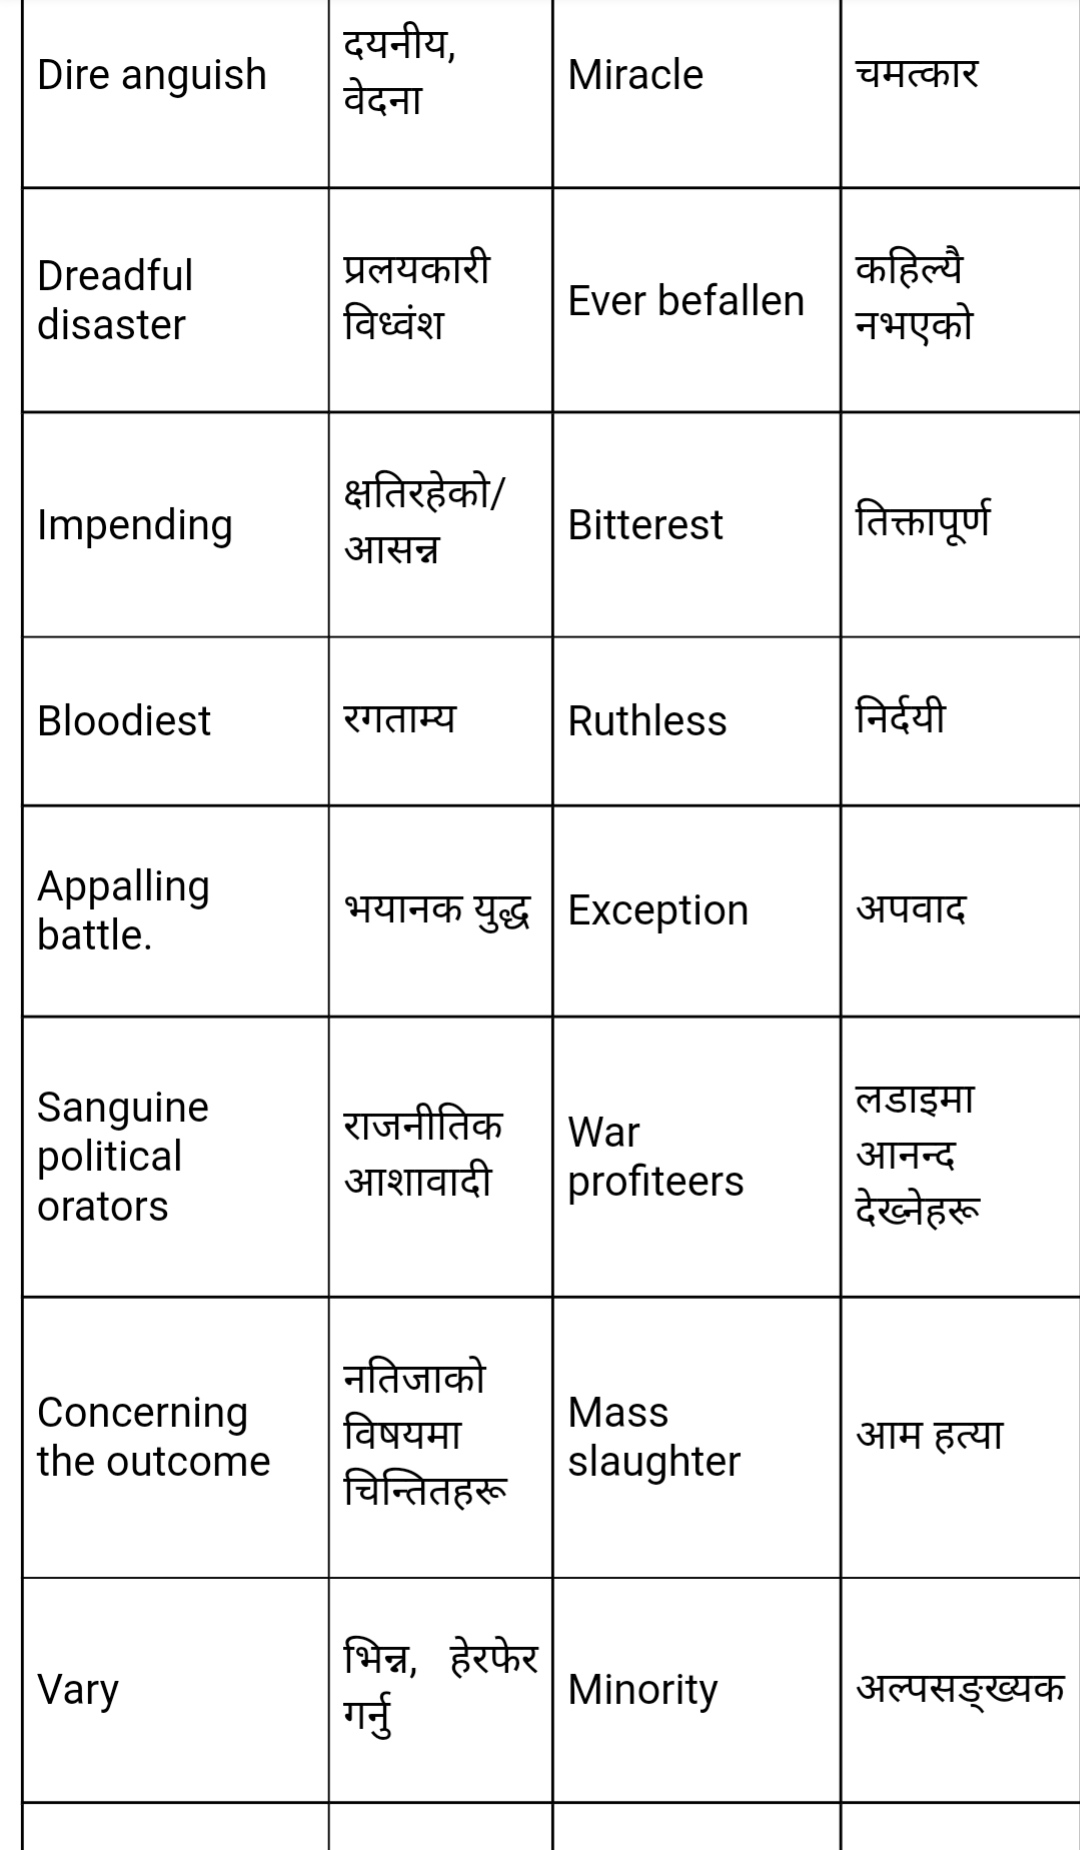 Dire anguish
दयनीय,
वेदना
Miracle
चमत्कार
Dreadful
disaster
प्रलयकारी
विध्वंश
Ever befallen
कहिल्यै
नभएको
Impending
क्षतिरहेको/
आसन्न
Bitterest
तिक्तापूर्ण
Bloodiest
रगताम्य
Ruthless
निर्दयी
Appalling
battle.
भयानक युद्ध
Exception
अपवाद
Sanguine
political
orators
राजनीतिक
आशावादी
War
profiteers
लडाइमा
आनन्द
देख्नेहरू
Concerning
the outcome
नतिजाको
विषयमा
चिन्तितहरू
Mass
slaughter
आम हत्या
Vary
भिन्न, हेरफेर
गर्नु
Minority
अल्पसङ्ख्यक